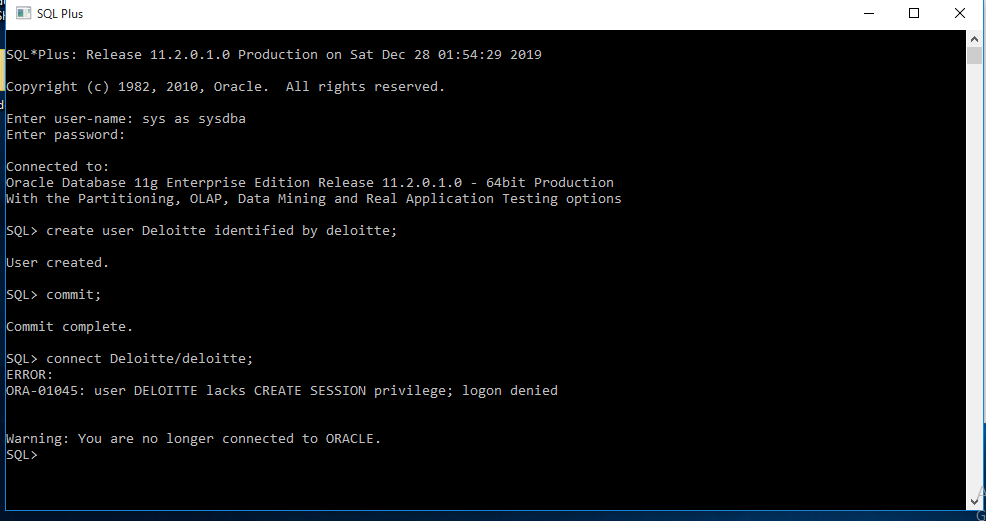 SQL Plus
SQL*Plus: Release 11.2.0.1.0 Production on Sat Dec 28 01:54:29 2019
Copyright (c) 1982, 2010, Oracle.  All rights reserved.
Enter user-name: sys as sysdba
Enter password:
Connected to:
Oracle Database 11g Enterprise Edition Release 11.2.0.1.0 - 64bit Production
With the Partitioning, OLAP, Data Mining and Real Application Testing options
SQL> create user Deloitte identified by deloitte;
User created.
SQL> commit;
Commit complete.
SQL> connect Deloitte/deloitte;
ERROR:
ORA-01045: user DELOITTE lacks CREATE SESSION privilege; logon denied
Warning: You are no longer connected to ORACLE.
SQL>